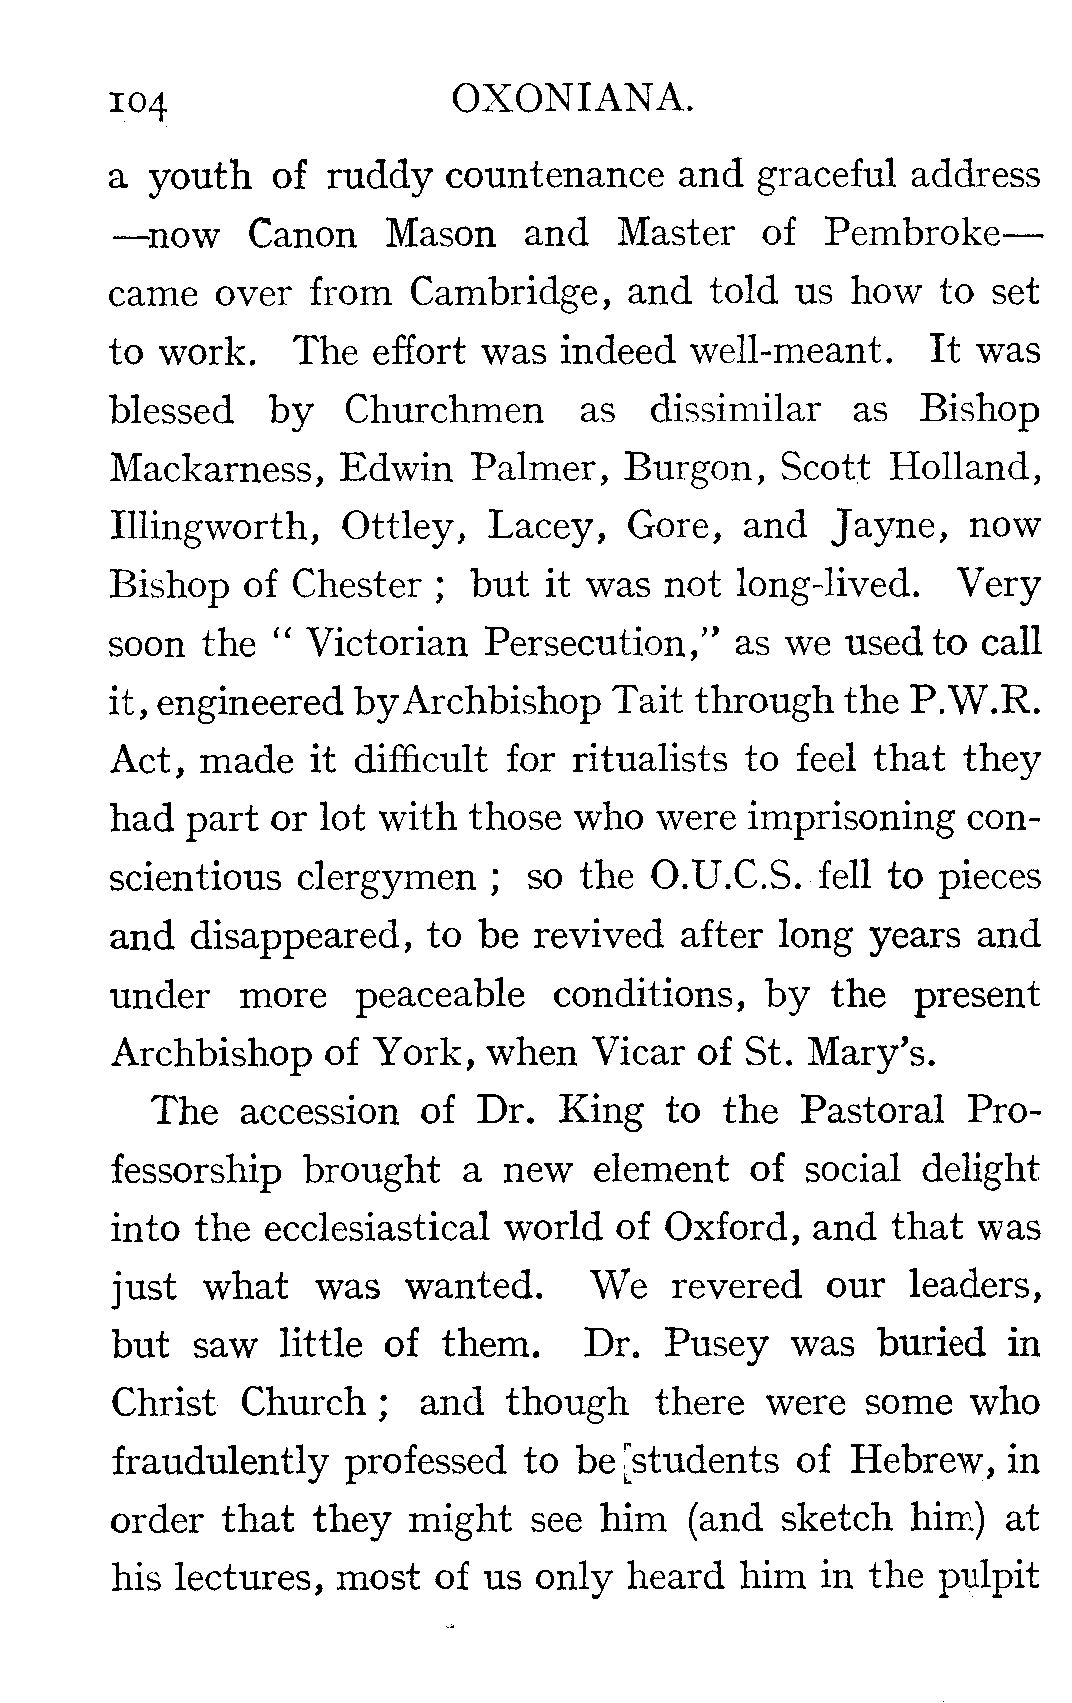 104 OXONIANA.
a youth of ruddy countenance and graceful address
—now Canon Mason and Master of Pembroke—
came over from Cambridge, and told us how to set
to work. The effort was indeed well-meant. It was
blessed by Churchmen as dissimilar as Bishop
Mackarness, Edwin Palmer, Burgon, Scott Holland,
Illingworth, Ottley, Lacey, Gore, and Jayne, now
Bishop of Chester ; but it was not long-lived. Very
soon the “ Victorian Persecution,” as we used to call
it, engineered by Archbishop Tait through the P.W.R.
Act, made it difficult for ritualists to feel that they
had part or lot with those who were imprisoning con-
scientious clergymen ; so the O.U.C.S. fell to pieces
and disappeared, to be revived after long years and
under more peaceable conditions, by the present
Archbishop of York, when Vicar of St. Mary’s.
The accession of Dr. King to the Pastoral Pro-
fessorship brought a new element of social delight
into the ecclesiastical world of Oxford, and that was
just what was wanted. We revered our leaders,
but saw little of them. Dr. Pusey was buried in
Christ Church ; and though there were some who
fraudulently professed to be students of Hebrew, in
order that they might see him (and sketch him) at
his lectures, most of us only heard him in the pulpit